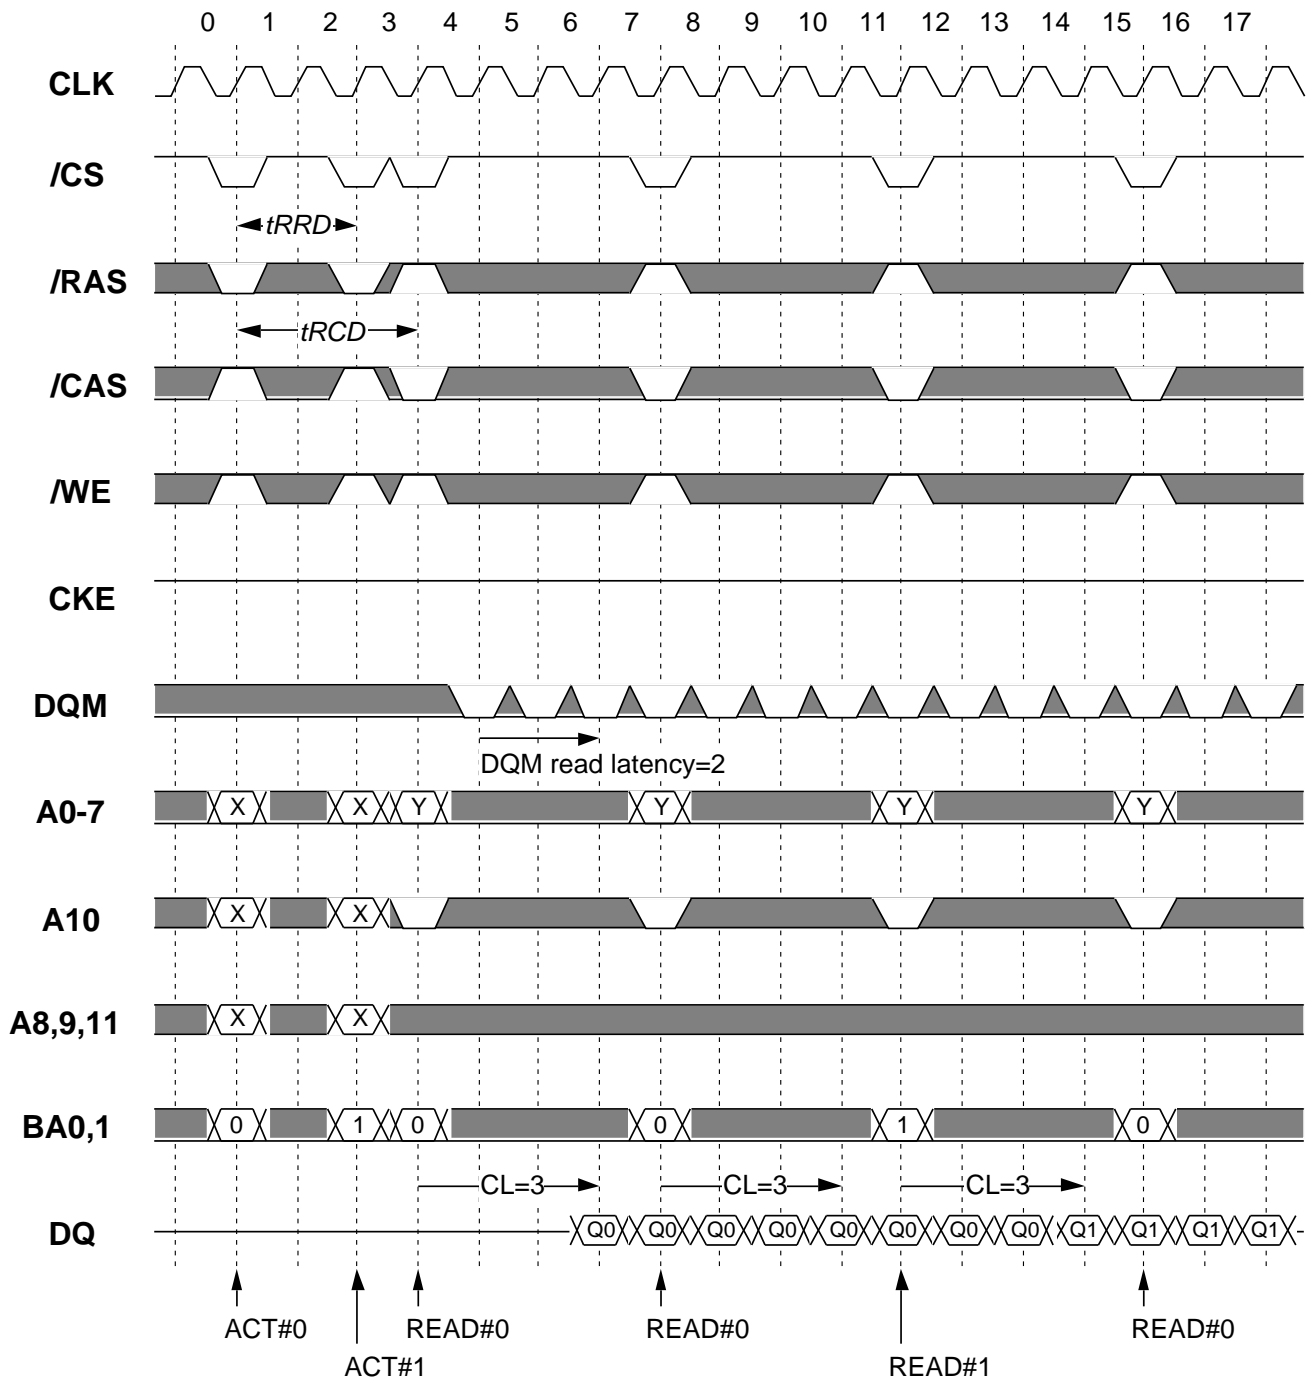 0 1 2 3 4 5 6 7 8 9 10 11 12 13 14 15 16 17
CLK
/CS
tRRD
/RAS
tRCD
/CAS
/WE
CKE
DQM
DQM read latency=2
A0-7 X X Y Y Y Y
A10 X X
A8,9,11 X X
BA0,1 0 1 0 0 1 0
CL=3 CL=3 CL=3
DQ Q0 Q0 Q0 Q0 Q0 Q0 Q0 Q0 Q1 Q1 Q1 Q1
ACT#0 READ#0 READ#0 READ#0
ACT#1 READ#1